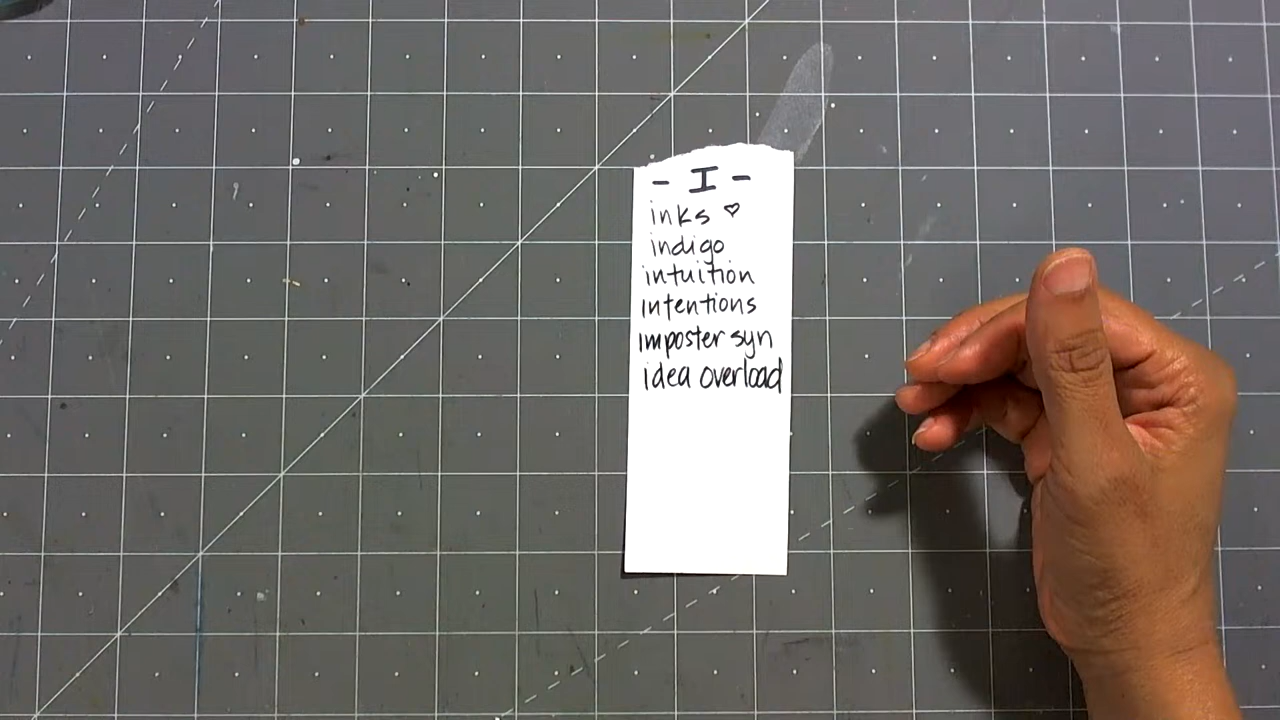 - I -
inks ♡
indigo
intuition
intentions
imposter syn
idea overload